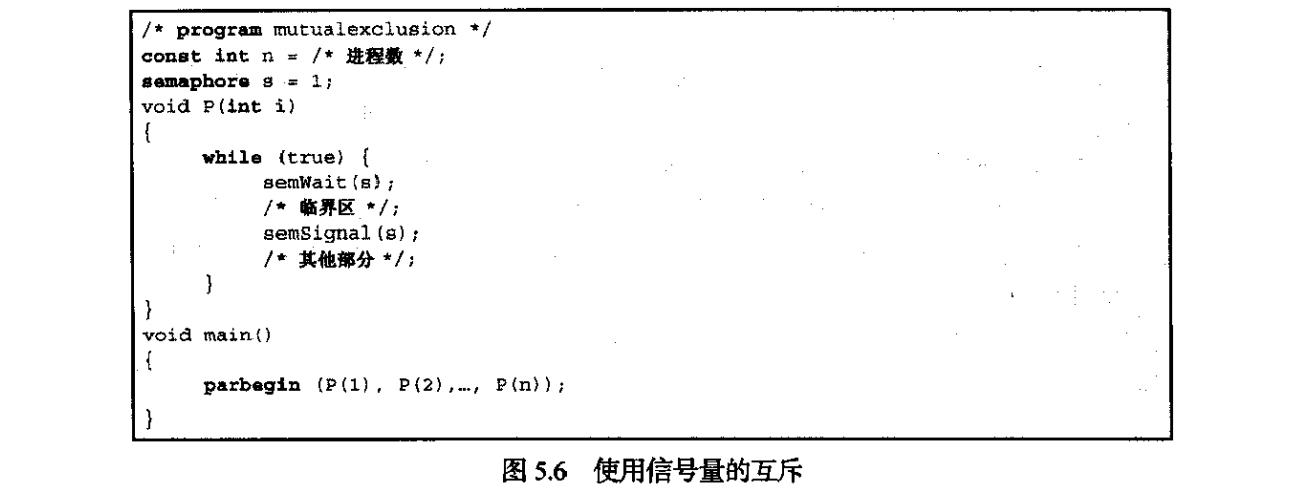 /* program mutualexclusion */
const int n = /* 进程数 */;
semaphore s = 1;
void P(int i)
{
     while (true) {
          semWait(s);
          /* 临界区 */;
          semSignal(s);
          /* 其他部分 */;
     }
}
void main()
{
     parbegin (P(1), P(2),…, P(n));
}
图 5.6 使用信号量的互斥